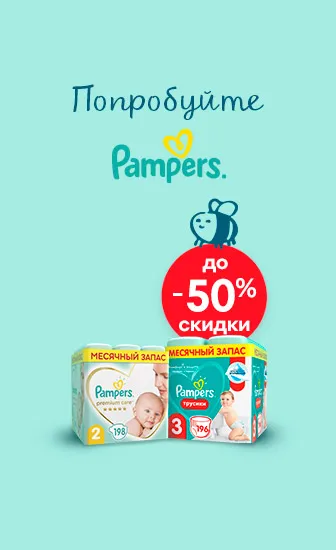 Попробуйте
Pampers.
до
-50%
скидки
МЕСЯЧНЫЙ ЗАПАС
МЕСЯЧНЫЙ ЗАПАС
Pampers
premium care
2
198
Pampers
трусики
3
196